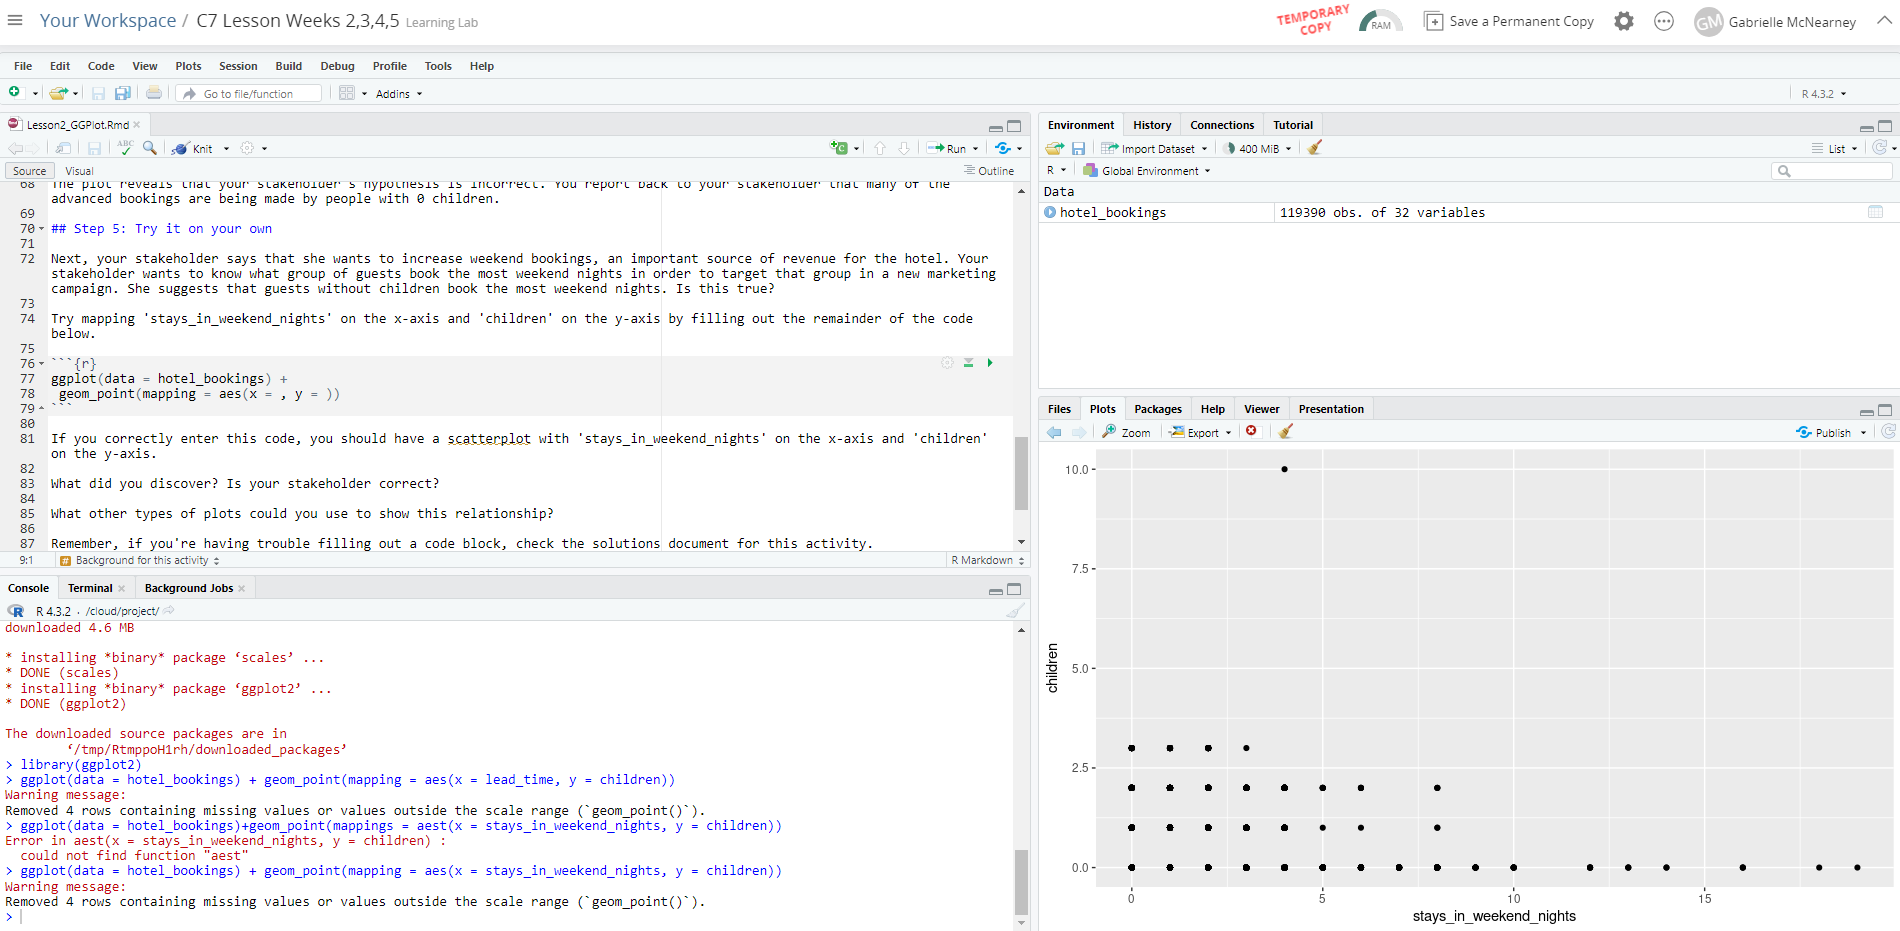 Your Workspace / C7 Lesson Weeks 2,3,4,5 Learning Lab
TEMPORARY COPY
RAM
Save a Permanent Copy
GM Gabrielle McNearney
File Edit Code View Plots Session Build Debug Profile Tools Help
Go to file/function
Addins
R 4.3.2
Lesson2_GGPlot.Rmd
ABC
Knit
Run
Source Visual
Outline
68 The plot reveals that your stakeholder's hypothesis is incorrect. You report back to your stakeholder that many of the
advanced bookings are being made by people with 0 children.
69
70 ## Step 5: Try it on your own
71
72 Next, your stakeholder says that she wants to increase weekend bookings, an important source of revenue for the hotel. Your
stakeholder wants to know what group of guests book the most weekend nights in order to target that group in a new marketing
campaign. She suggests that guests without children book the most weekend nights. Is this true?
73
74 Try mapping 'stays_in_weekend_nights' on the x-axis and 'children' on the y-axis by filling out the remainder of the code
below.
75
76 ```{r}
77 ggplot(data = hotel_bookings) +
78 geom_point(mapping = aes(x = , y = ))
79 ```
80
81 If you correctly enter this code, you should have a scatterplot with 'stays_in_weekend_nights' on the x-axis and 'children'
on the y-axis.
82
83 What did you discover? Is your stakeholder correct?
84
85 What other types of plots could you use to show this relationship?
86
87 Remember, if you're having trouble filling out a code block, check the solutions document for this activity.
9:1 # Background for this activity
R Markdown
Console Terminal Background Jobs
R R 4.3.2 · /cloud/project/
downloaded 4.6 MB
* installing *binary* package ‘scales’ ...
* DONE (scales)
* installing *binary* package ‘ggplot2’ ...
* DONE (ggplot2)
The downloaded source packages are in
‘/tmp/RtmppoH1rh/downloaded_packages’
> library(ggplot2)
> ggplot(data = hotel_bookings) + geom_point(mapping = aes(x = lead_time, y = children))
Warning message:
Removed 4 rows containing missing values or values outside the scale range (`geom_point()`).
> ggplot(data = hotel_bookings)+geom_point(mappings = aest(x = stays_in_weekend_nights, y = children))
Error in aest(x = stays_in_weekend_nights, y = children) :
could not find function "aest"
> ggplot(data = hotel_bookings) + geom_point(mapping = aes(x = stays_in_weekend_nights, y = children))
Warning message:
Removed 4 rows containing missing values or values outside the scale range (`geom_point()`).
>
Environment History Connections Tutorial
Import Dataset
400 MiB
List
R Global Environment
Data
hotel_bookings 119390 obs. of 32 variables
Files Plots Packages Help Viewer Presentation
Zoom Export
Publish
10.0
7.5
5.0
2.5
0.0
children
0 5 10 15
stays_in_weekend_nights